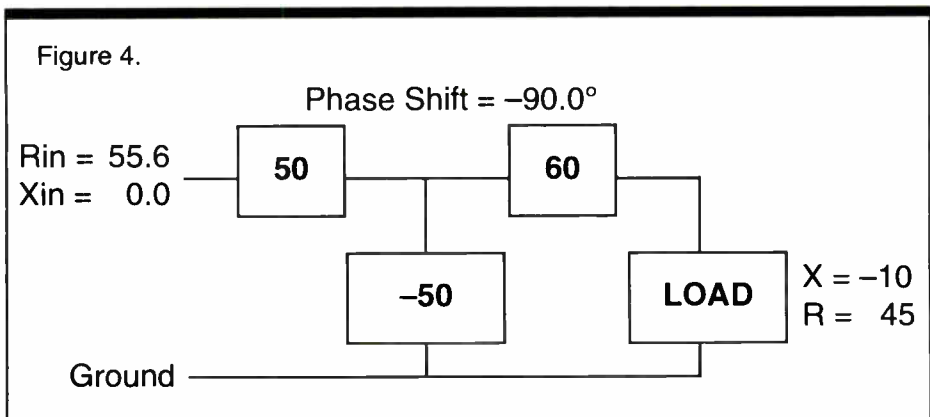 Figure 4.
Phase Shift = –90.0°
Rin = 55.6
Xin = 0.0
50
60
–50
LOAD
X = –10
R = 45
Ground